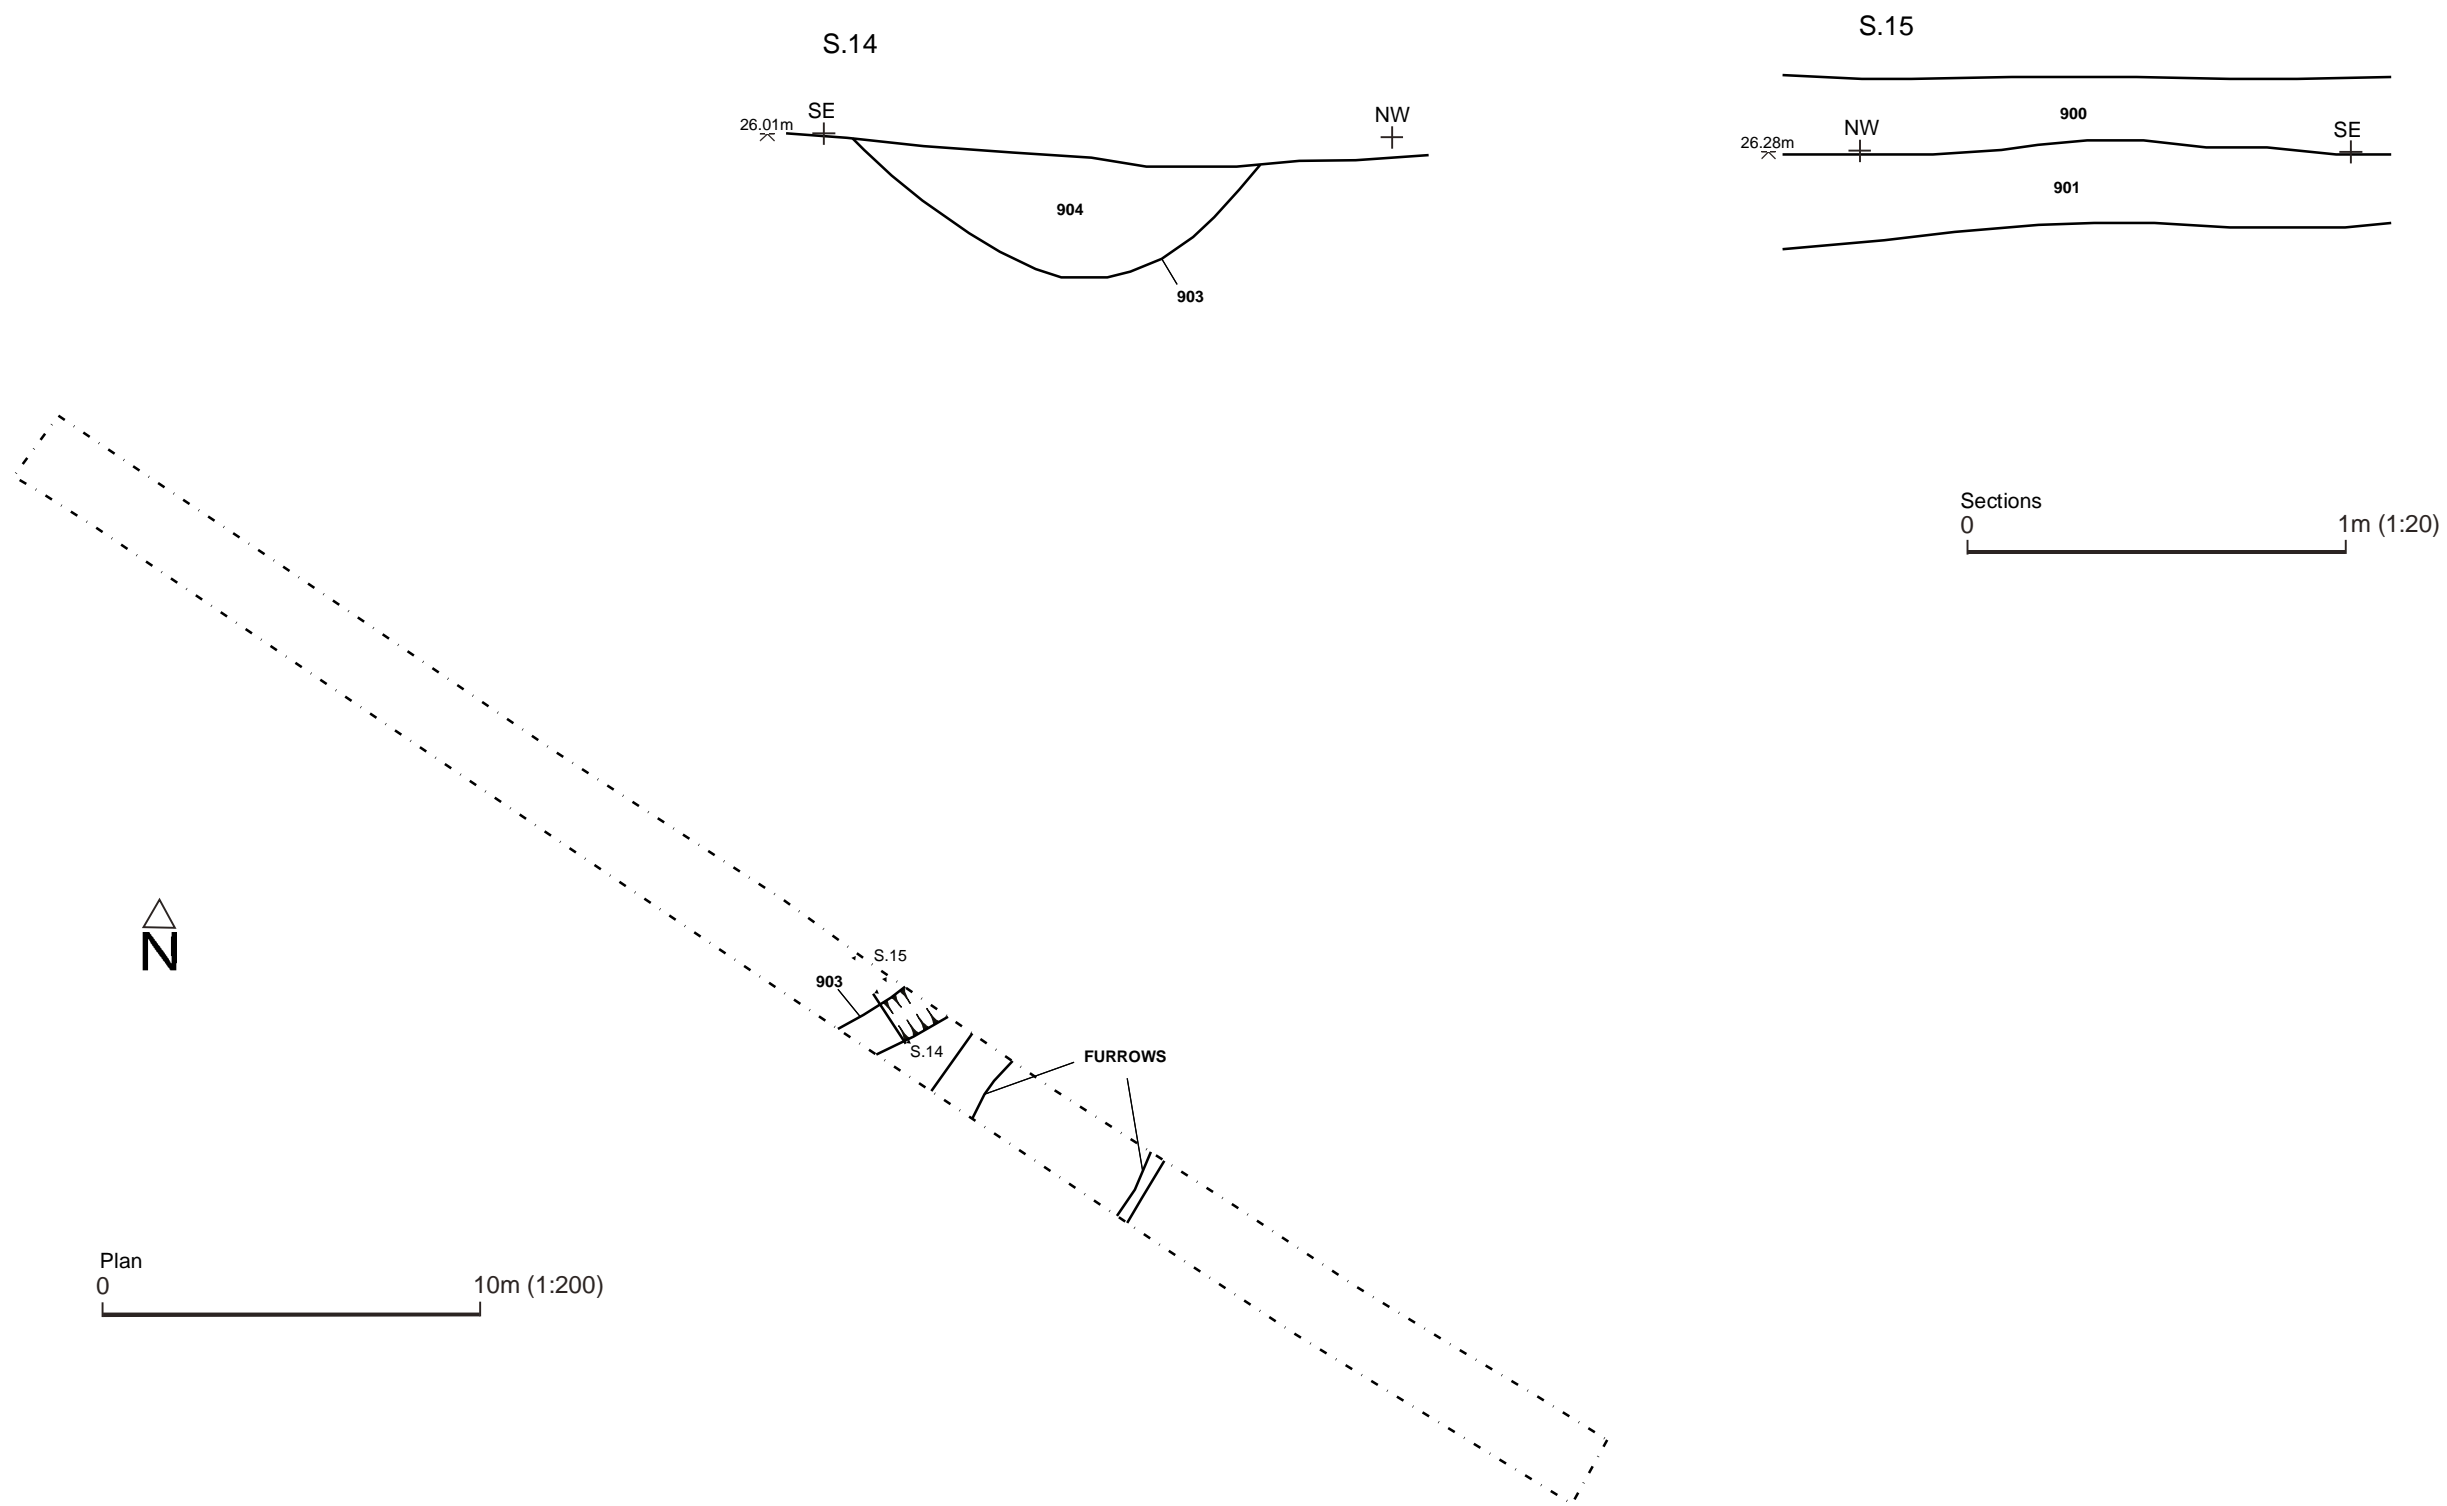 S.14
S.15
SE
26.01m
NW
904
903
900
NW
SE
26.28m
901
Sections
0
1m (1:20)
N
S.15
903
S.14
FURROWS
Plan
0
10m (1:200)